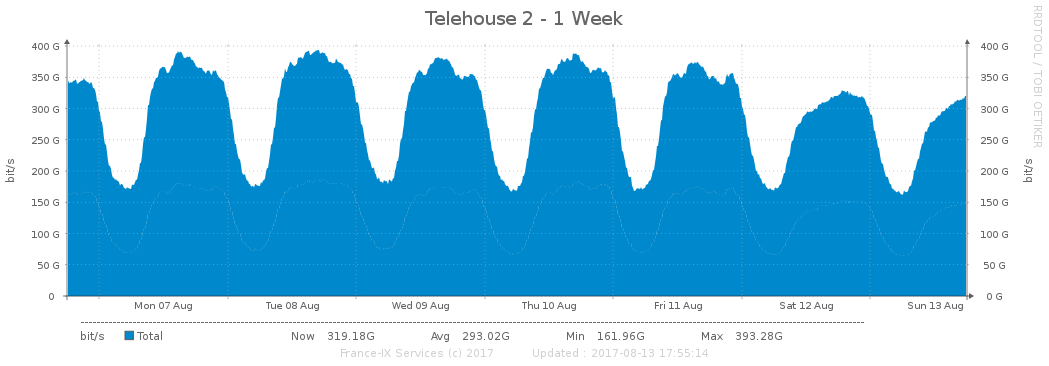 Telehouse 2 - 1 Week
RRDTOOL / TOBI OETIKER
bit/s
400 G
350 G
300 G
250 G
200 G
150 G
100 G
50 G
0
400 G
350 G
300 G
250 G
200 G
150 G
100 G
50 G
0 G
bit/s
Mon 07 Aug Tue 08 Aug Wed 09 Aug Thu 10 Aug Fri 11 Aug Sat 12 Aug Sun 13 Aug
bit/s Total Now 319.18G Avg 293.02G Min 161.96G Max 393.28G
France-IX Services (c) 2017 Updated : 2017-08-13 17:55:14